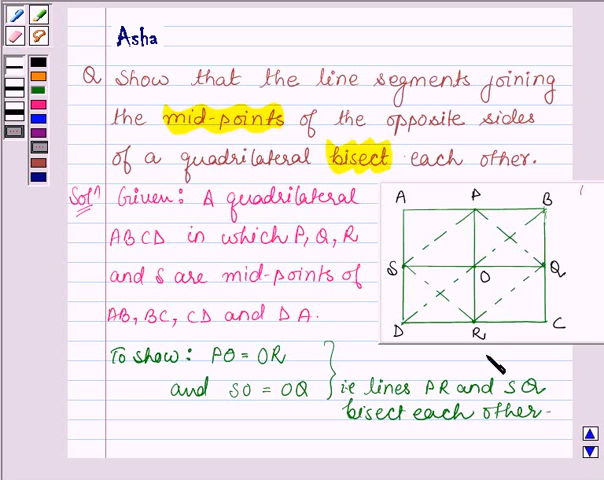 Asha
Q Show that the line segments joining
the mid-points of the opposite sides
of a quadrilateral bisect each other.
Solⁿ Given: A quadrilateral
ABCD in which P, Q, R
and S are mid-points of
AB, BC, CD and DA.
A P B
S O Q
D R C
To show: PO = OR
and SO = OQ } i.e lines PR and SQ
bisect each other.